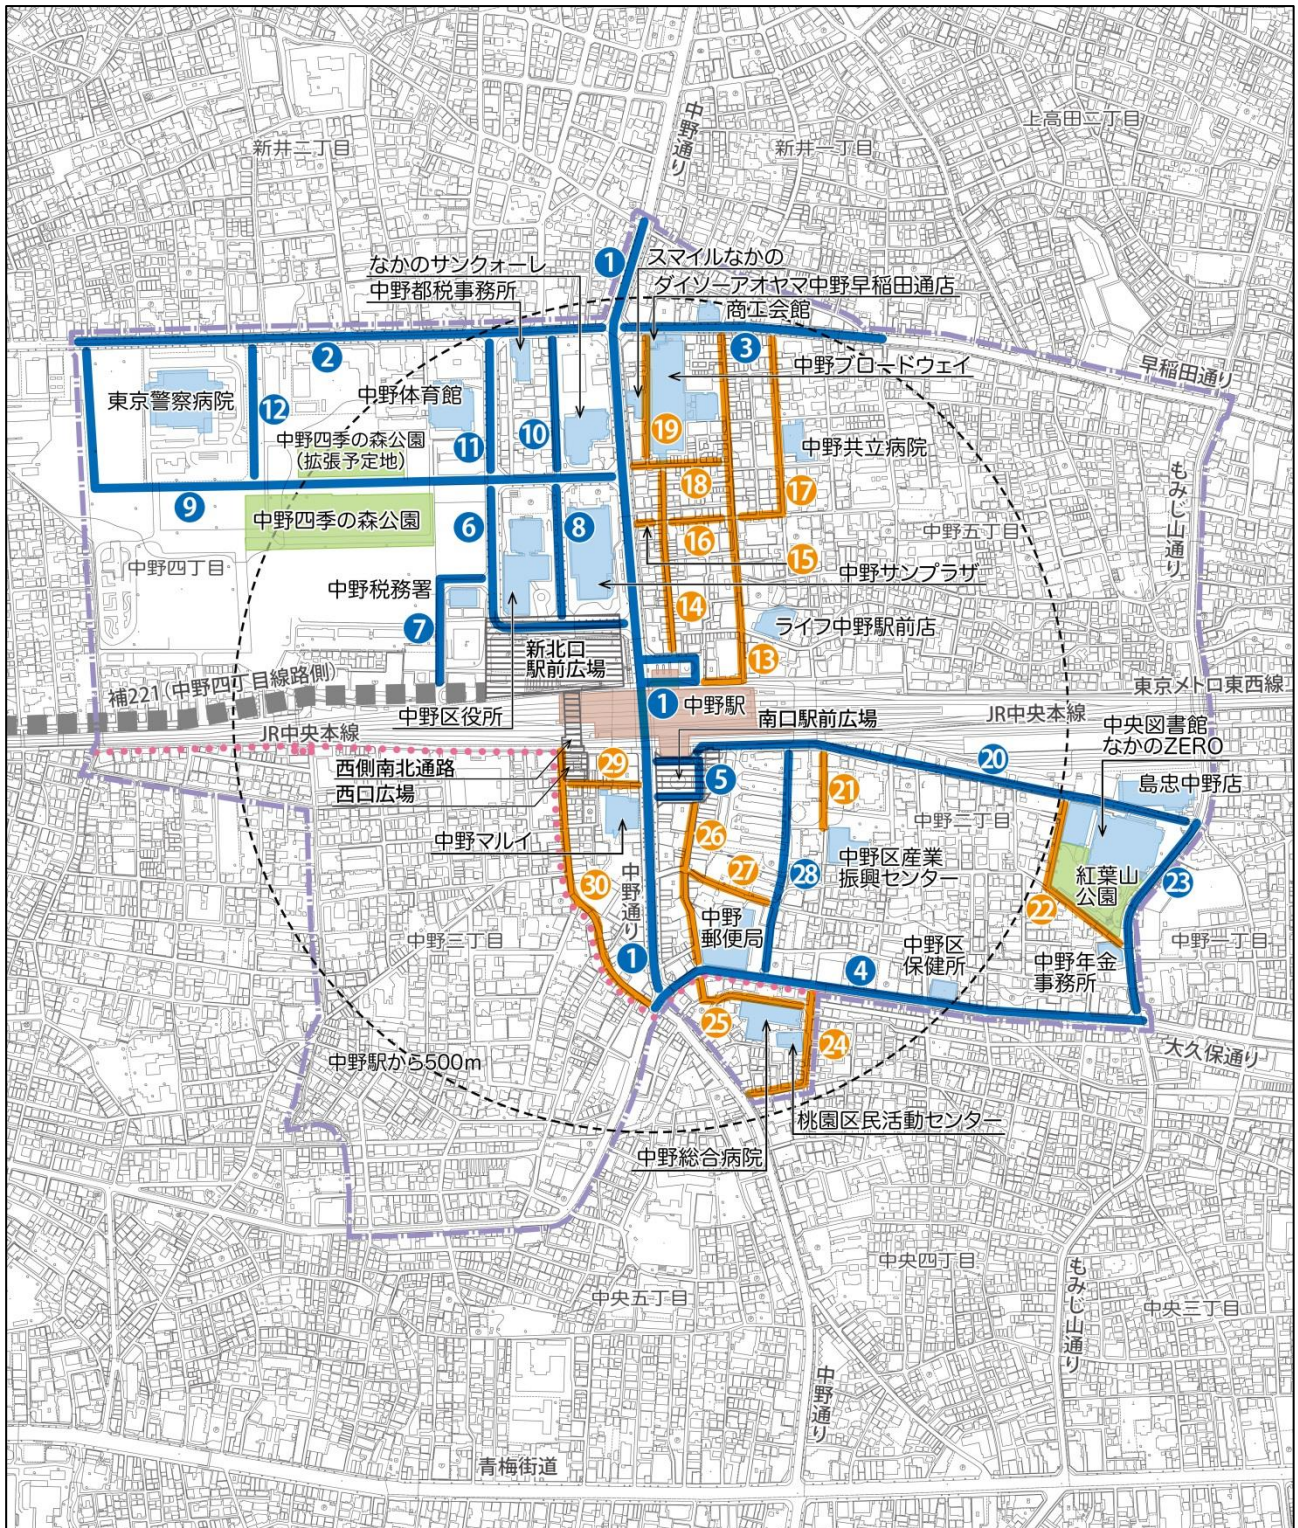 中野通り
上高田二丁目
新井二丁目
新井一丁目
1
スマイルなかの
なかのサンクォーレ
ダイソーアオヤマ中野早稲田通店
中野都税事務所
商工会館
2
3
早稲田通り
中野ブロードウェイ
東京警察病院
12
中野体育館
11
10
19
中野四季の森公園
(拡張予定地)
中野共立病院
もみじ山通り
18
17
9
中野四季の森公園
6
8
16
中野五丁目
15
中野四丁目
中野サンプラザ
中野税務署
14
7
ライフ中野駅前店
新北口
駅前広場
13
補221(中野四丁目線路側)
東京メトロ東西線
中野区役所
1
中野駅
南口駅前広場
JR中央本線
JR中央本線
中央図書館
なかのZERO
20
西側南北通路
西口広場
29
5
21
島忠中野店
中野二丁目
中野マルイ
26
中野区産業
振興センター
27
28
紅葉山
公園
23
30
中野通り
22
中野
郵便局
中野三丁目
中野区
保健所
中野一丁目
1
4
中野年金
事務所
25
24
大久保通り
中野駅から500m
桃園区民活動センター
中野総合病院
中央四丁目
もみじ山通り
中央五丁目
中央三丁目
中野通り
青梅街道